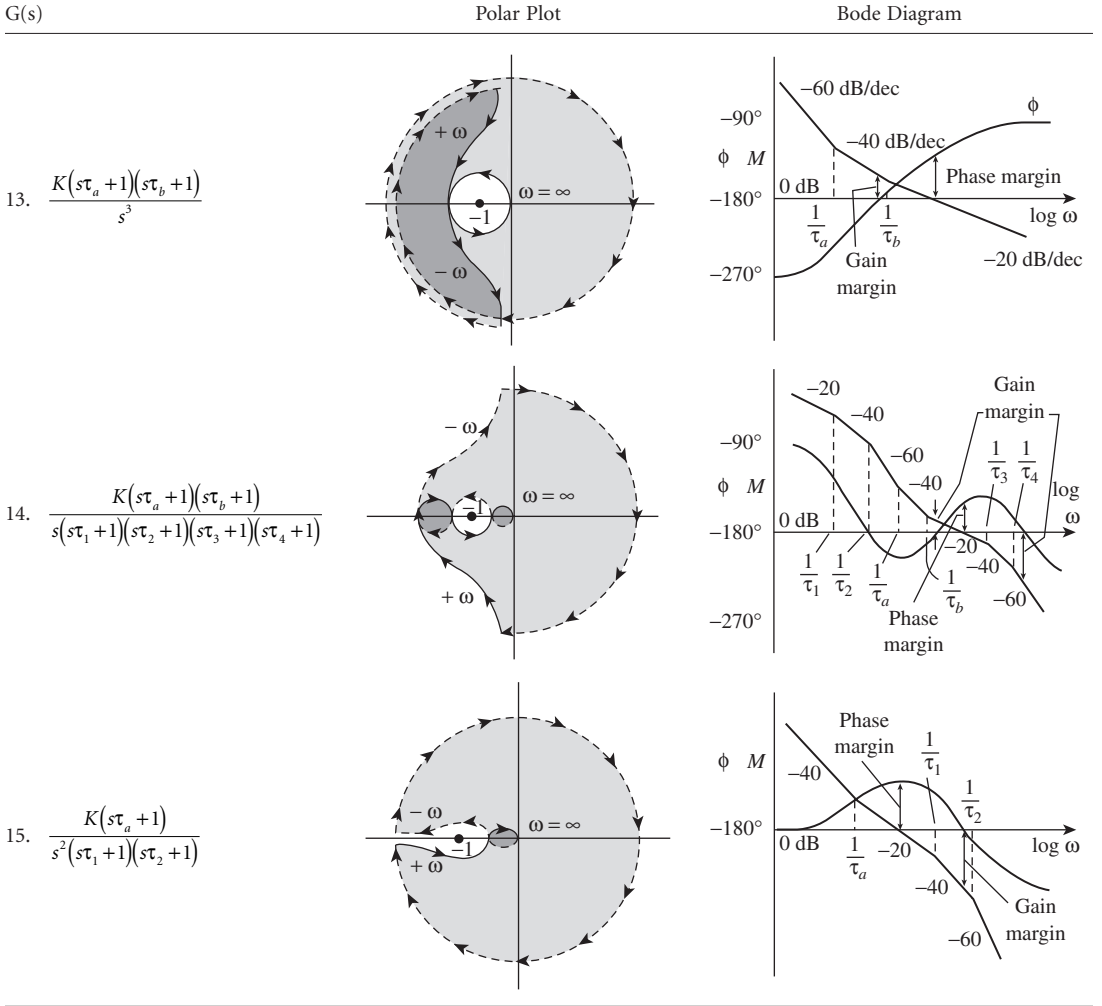 G(s) Polar Plot Bode Diagram
13. K(sτa +1)(sτb +1) / s³
+ ω
− ω
−1
ω = ∞
−60 dB/dec
−90°
ϕ
−40 dB/dec
ϕ M
Phase margin
0 dB
−180°
log ω
1/τa
1/τb
Gain
margin
−20 dB/dec
−270°
14. K(sτa +1)(sτb +1) / s(sτ1 +1)(sτ2 +1)(sτ3 +1)(sτ4 +1)
− ω
ω = ∞
−1
+ ω
−20
Gain
margin
−40
−90°
−60
ϕ M
−40
1/τ3
1/τ4
log
ω
0 dB
−180°
−20
−40
1/τ1
1/τ2
1/τa
1/τb
−60
Phase
margin
−270°
15. K(sτa +1) / s²(sτ1 +1)(sτ2 +1)
− ω
ω = ∞
−1
+ ω
Phase
margin
1/τ1
ϕ M
−40
1/τ2
−180°
0 dB
log ω
1/τa
−20
−40
Gain
margin
−60